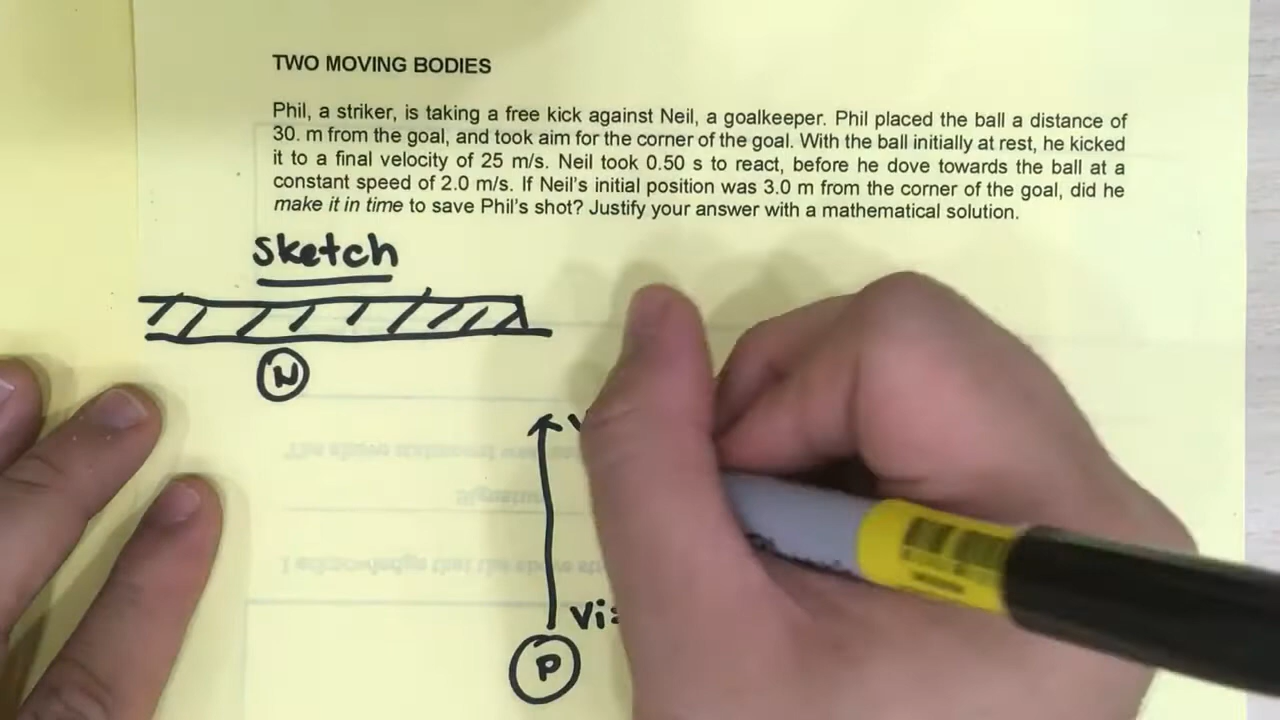 TWO MOVING BODIES
Phil, a striker, is taking a free kick against Neil, a goalkeeper. Phil placed the ball a distance of
30. m from the goal, and took aim for the corner of the goal. With the ball initially at rest, he kicked
it to a final velocity of 25 m/s. Neil took 0.50 s to react, before he dove towards the ball at a
constant speed of 2.0 m/s. If Neil's initial position was 3.0 m from the corner of the goal, did he
make it in time to save Phil's shot? Justify your answer with a mathematical solution.
Sketch
N
Vi=
P